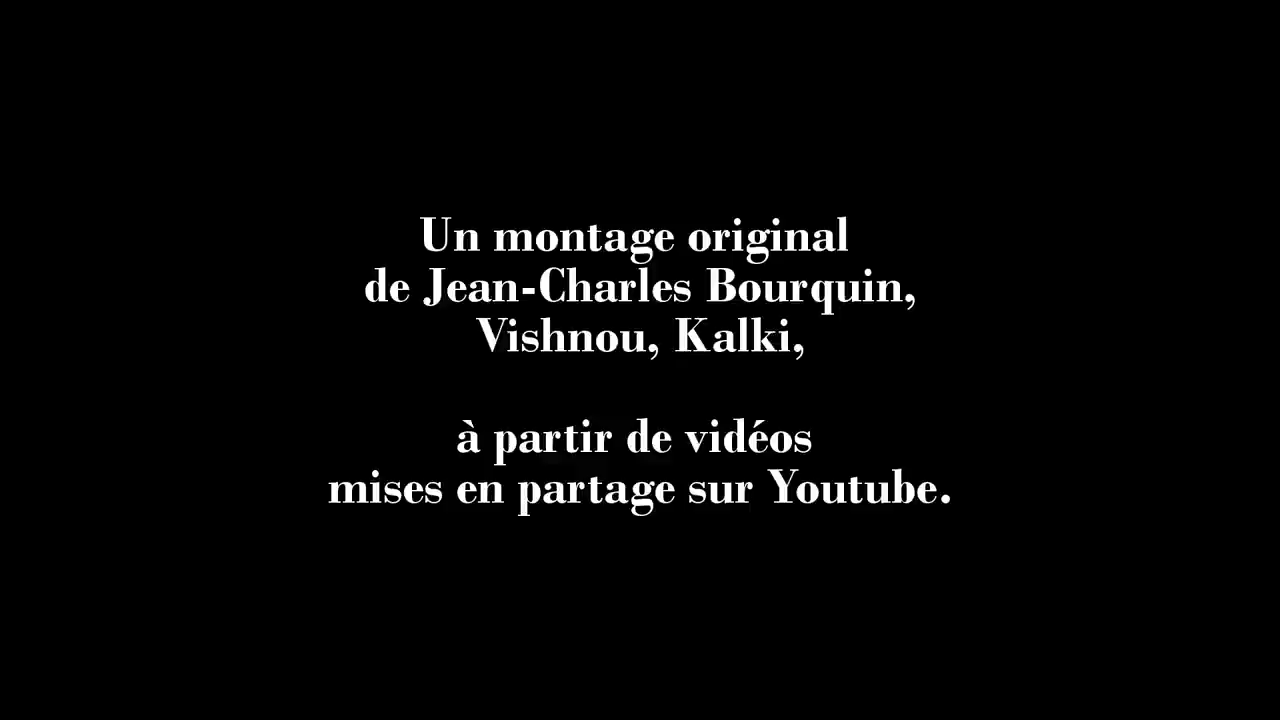 Un montage original
de Jean-Charles Bourquin,
Vishnou, Kalki,
à partir de vidéos
mises en partage sur Youtube.